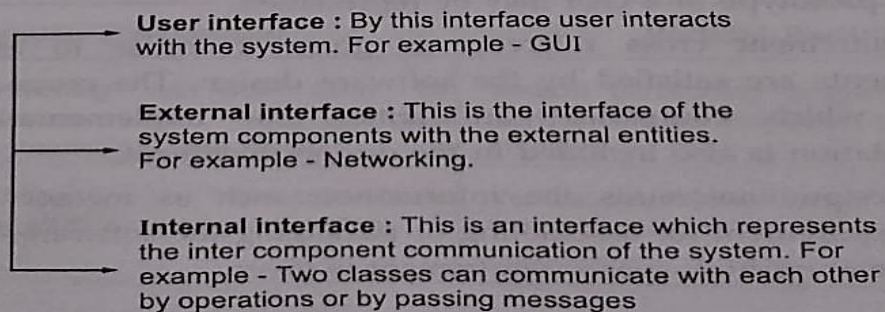 User interface : By this interface user interacts
with the system. For example - GUI
External interface : This is the interface of the
system components with the external entities.
For example - Networking.
Internal interface : This is an interface which represents
the inter component communication of the system. For
example - Two classes can communicate with each other
by operations or by passing messages